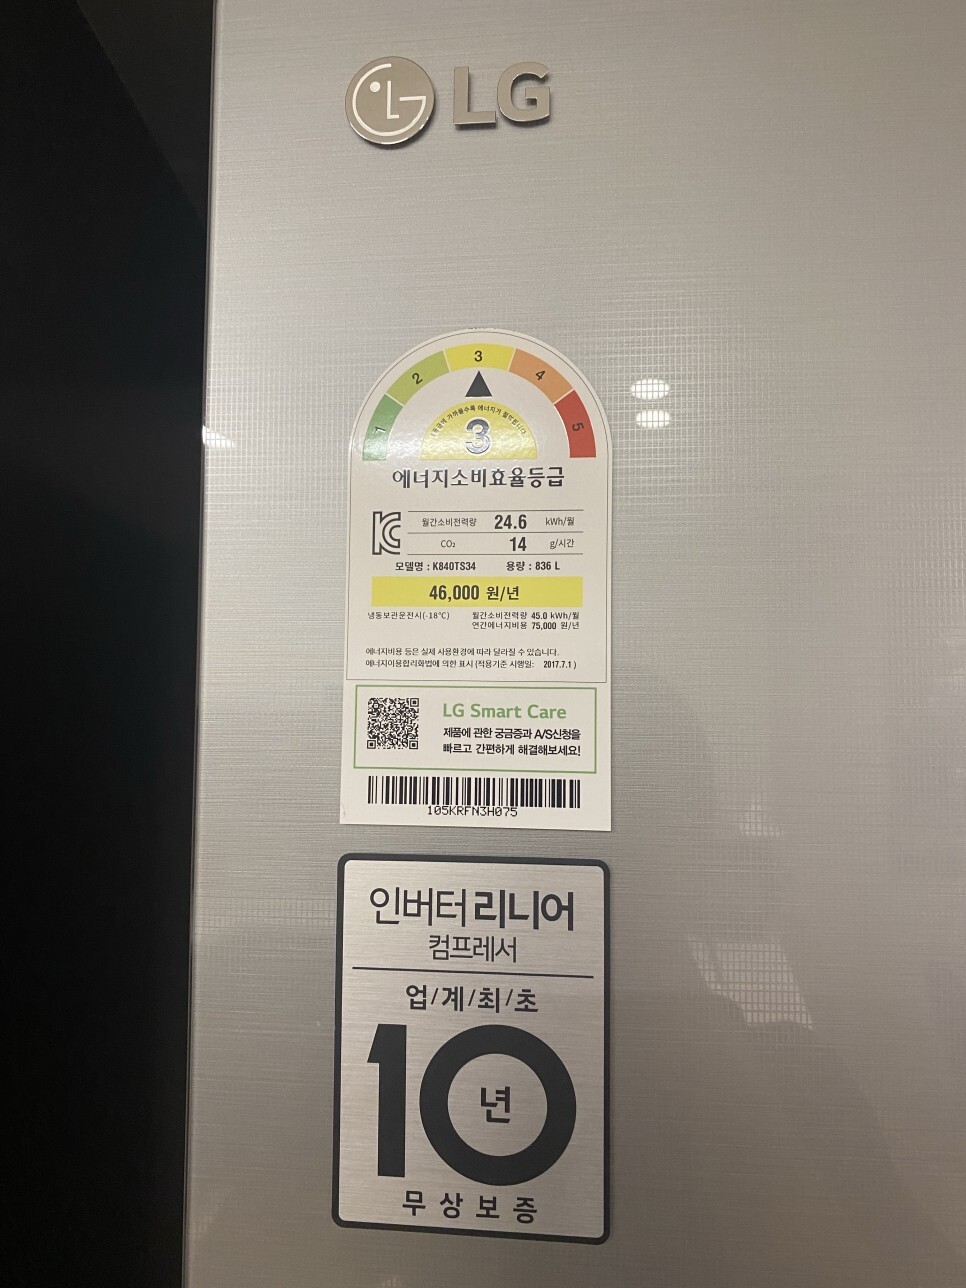 LG
1 2 3 4 5
3
에너지소비효율등급
월간소비전력량 24.6 kWh/월
CO₂ 14 g/시간
모델명 : K840TS34 용량 : 836 L
46,000 원/년
냉동보관운전시(-18℃) 월간소비전력량 45.0 kWh/월
연간에너지비용 75,000 원/년
에너지비용 등은 실제 사용환경에 따라 달라질 수 있습니다.
에너지이용합리화법에 의한 표시 (적용기준 시행일: 2017.7.1)
LG Smart Care
제품에 관한 궁금증과 A/S신청을
빠르고 간편하게 해결해보세요!
105KRFN3H075
인버터 리니어
컴프레서
업/계/최/초
10년
무상보증